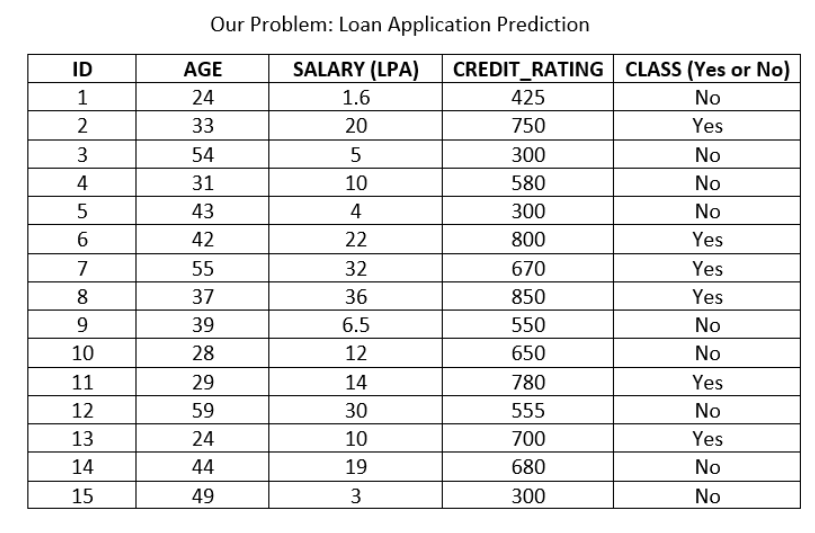 Our Problem: Loan Application Prediction
ID AGE SALARY (LPA) CREDIT_RATING CLASS (Yes or No)
1 24 1.6 425 No
2 33 20 750 Yes
3 54 5 300 No
4 31 10 580 No
5 43 4 300 No
6 42 22 800 Yes
7 55 32 670 Yes
8 37 36 850 Yes
9 39 6.5 550 No
10 28 12 650 No
11 29 14 780 Yes
12 59 30 555 No
13 24 10 700 Yes
14 44 19 680 No
15 49 3 300 No